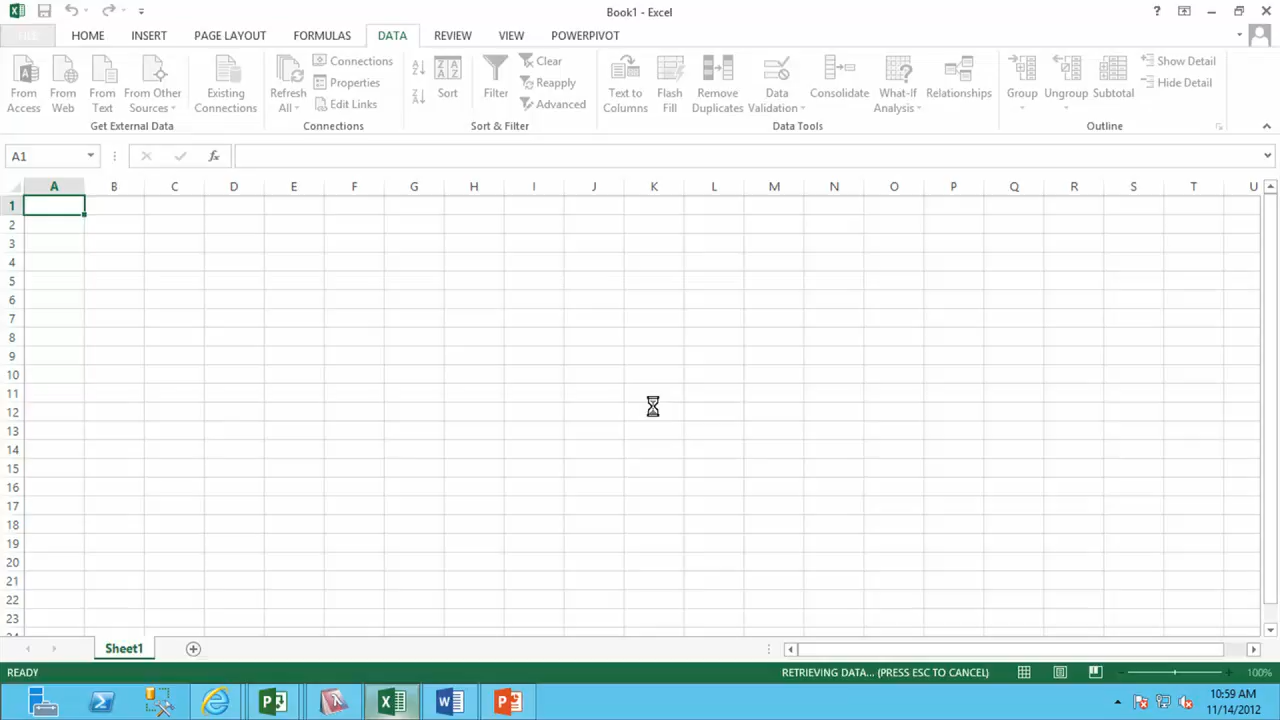 Book1 - Excel
?
FILE HOME INSERT PAGE LAYOUT FORMULAS DATA REVIEW VIEW POWERPIVOT
From Access
From Web
From Text
From Other Sources
Existing Connections
Get External Data
Refresh All
Connections
Properties
Edit Links
Connections
Sort
Filter
Clear
Reapply
Advanced
Sort & Filter
Text to Columns
Flash Fill
Remove Duplicates
Data Validation
Consolidate
What-If Analysis
Relationships
Data Tools
Group
Ungroup
Subtotal
Show Detail
Hide Detail
Outline
A1
fx
A B C D E F G H I J K L M N O P Q R S T U
1
2
3
4
5
6
7
8
9
10
11
12
13
14
15
16
17
18
19
20
21
22
23
24
Sheet1
READY RETRIEVING DATA... (PRESS ESC TO CANCEL) 100%
10:59 AM
11/14/2012